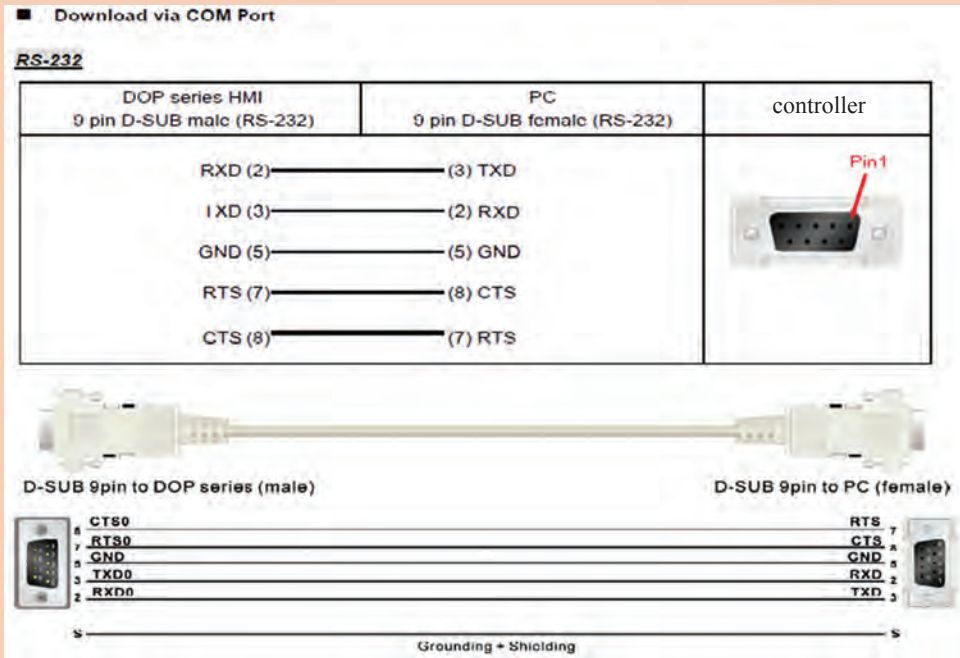 ■ Download via COM Port
RS-232
DOP series HMI
9 pin D-SUB male (RS-232)
PC
9 pin D-SUB female (RS-232)
controller
RXD (2) (3) TXD
TXD (3) (2) RXD
GND (5) (5) GND
RTS (7) (8) CTS
CTS (8) (7) RTS
Pin1
D-SUB 9pin to DOP series (male)
D-SUB 9pin to PC (female)
8 CTS0 RTS 7
7 RTS0 CTS 8
5 GND GND 5
3 TXD0 RXD 2
2 RXD0 TXD 3
S S
Grounding + Shielding